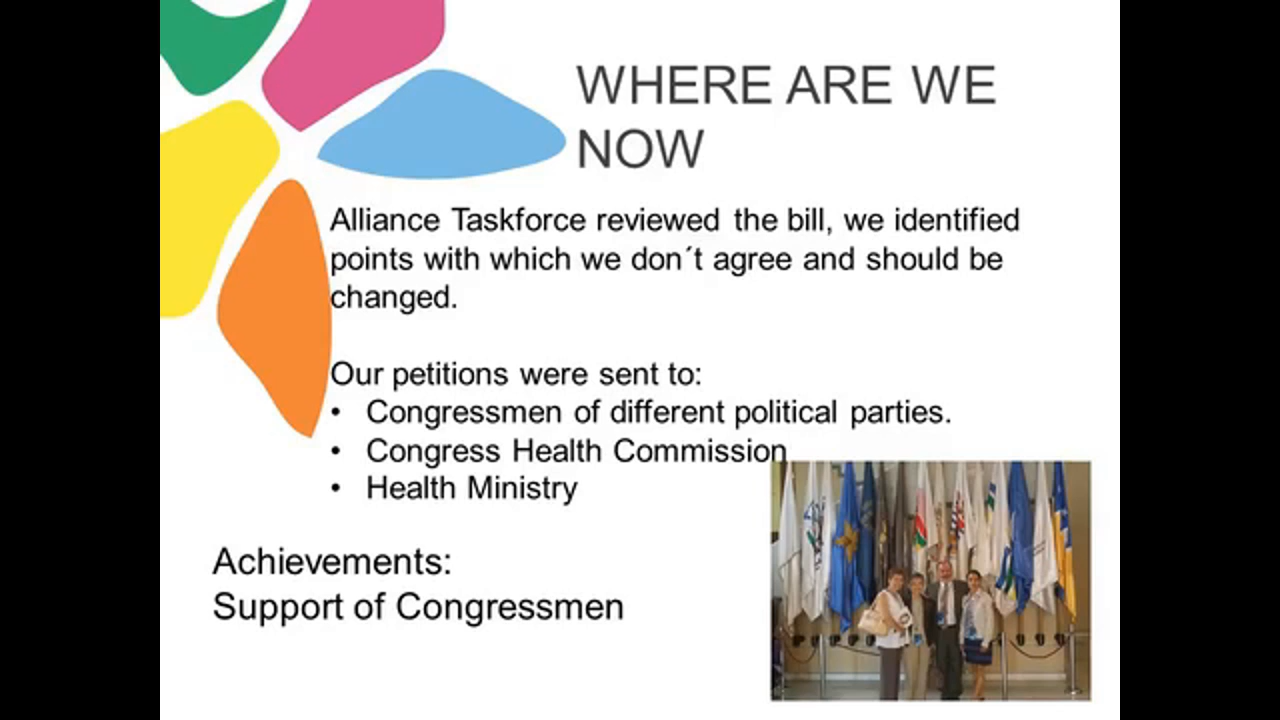 WHERE ARE WE
NOW
Alliance Taskforce reviewed the bill, we identified
points with which we don´t agree and should be
changed.
Our petitions were sent to:
• Congressmen of different political parties.
• Congress Health Commission
• Health Ministry
Achievements:
Support of Congressmen